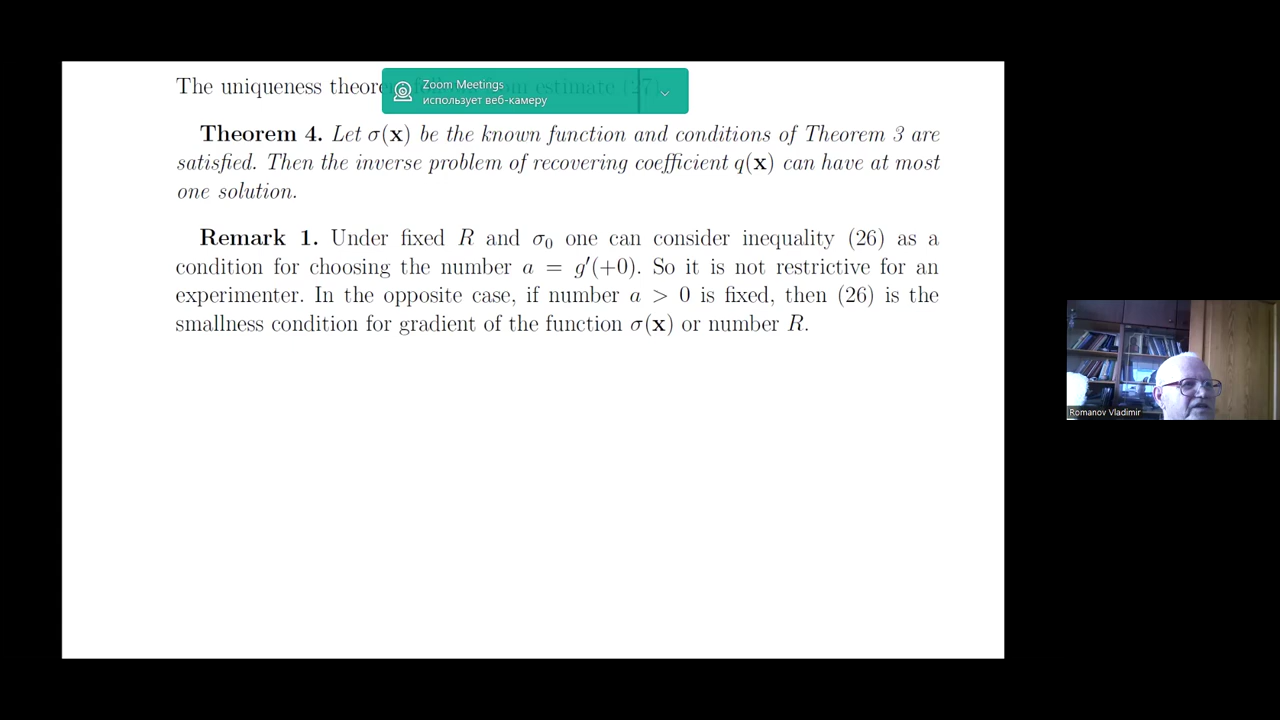 The uniqueness theore
Zoom Meetings
использует веб-камеру
Theorem 4. Let σ(x) be the known function and conditions of Theorem 3 are
satisfied. Then the inverse problem of recovering coefficient q(x) can have at most
one solution.
Remark 1. Under fixed R and σ₀ one can consider inequality (26) as a
condition for choosing the number a = g′(+0). So it is not restrictive for an
experimenter. In the opposite case, if number a > 0 is fixed, then (26) is the
smallness condition for gradient of the function σ(x) or number R.
Romanov Vladimir